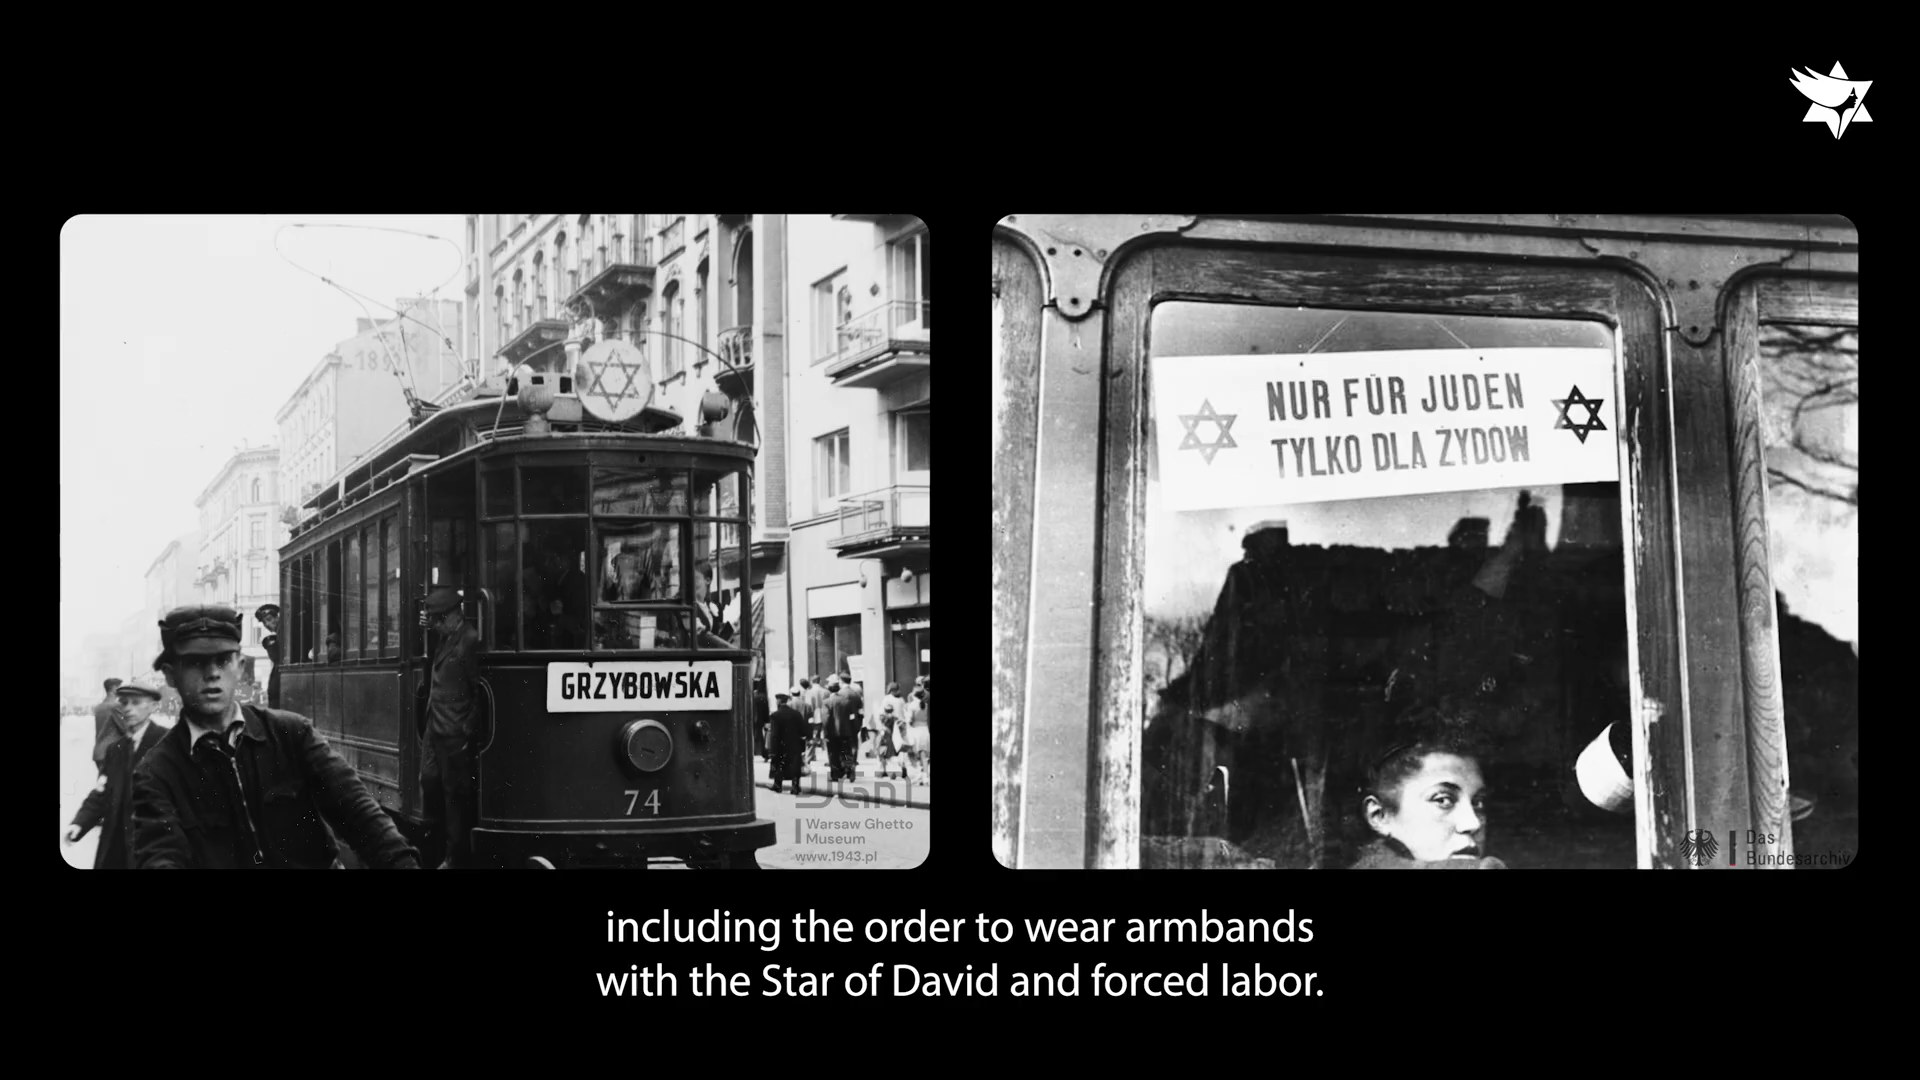 189
GRZYBOWSKA
74
Warsaw Ghetto
Museum
www.1943.pl
NUR FÜR JUDEN
TYLKO DLA ŻYDÓW
Das
Bundesarchiv
including the order to wear armbands
with the Star of David and forced labor.